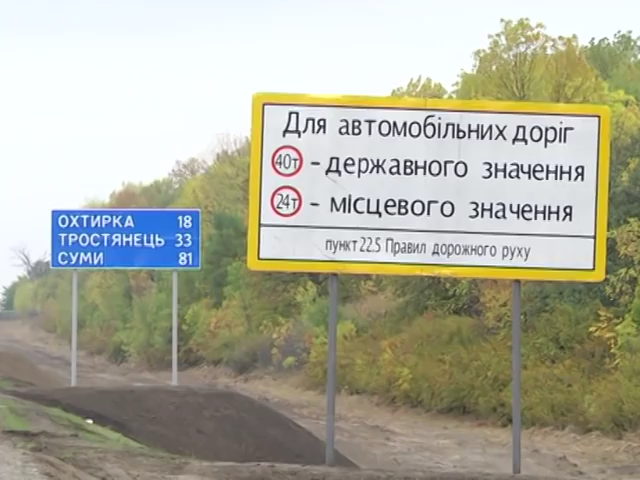 ОХТИРКА 18
ТРОСТЯНЕЦЬ 33
СУМИ 81
Для автомобільних доріг
40т - державного значення
24т - місцевого значення
пункт 22.5 Правил дорожного руху